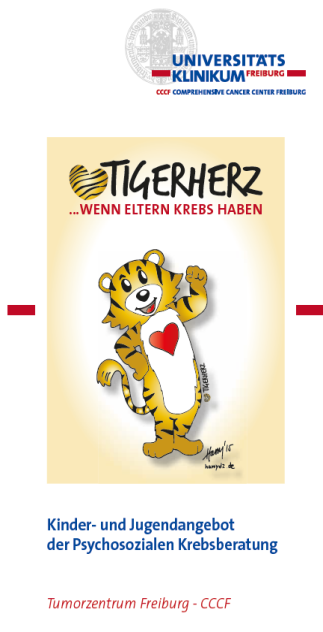 UNIVERSITÄTS
KLINIKUM FREIBURG
CCCF COMPREHENSIVE CANCER CENTER FREIBURG
TIGERHERZ
...WENN ELTERN KREBS HABEN
TIGERHERZ
Kinder- und Jugendangebot
der Psychosozialen Krebsberatung
Tumorzentrum Freiburg - CCCF